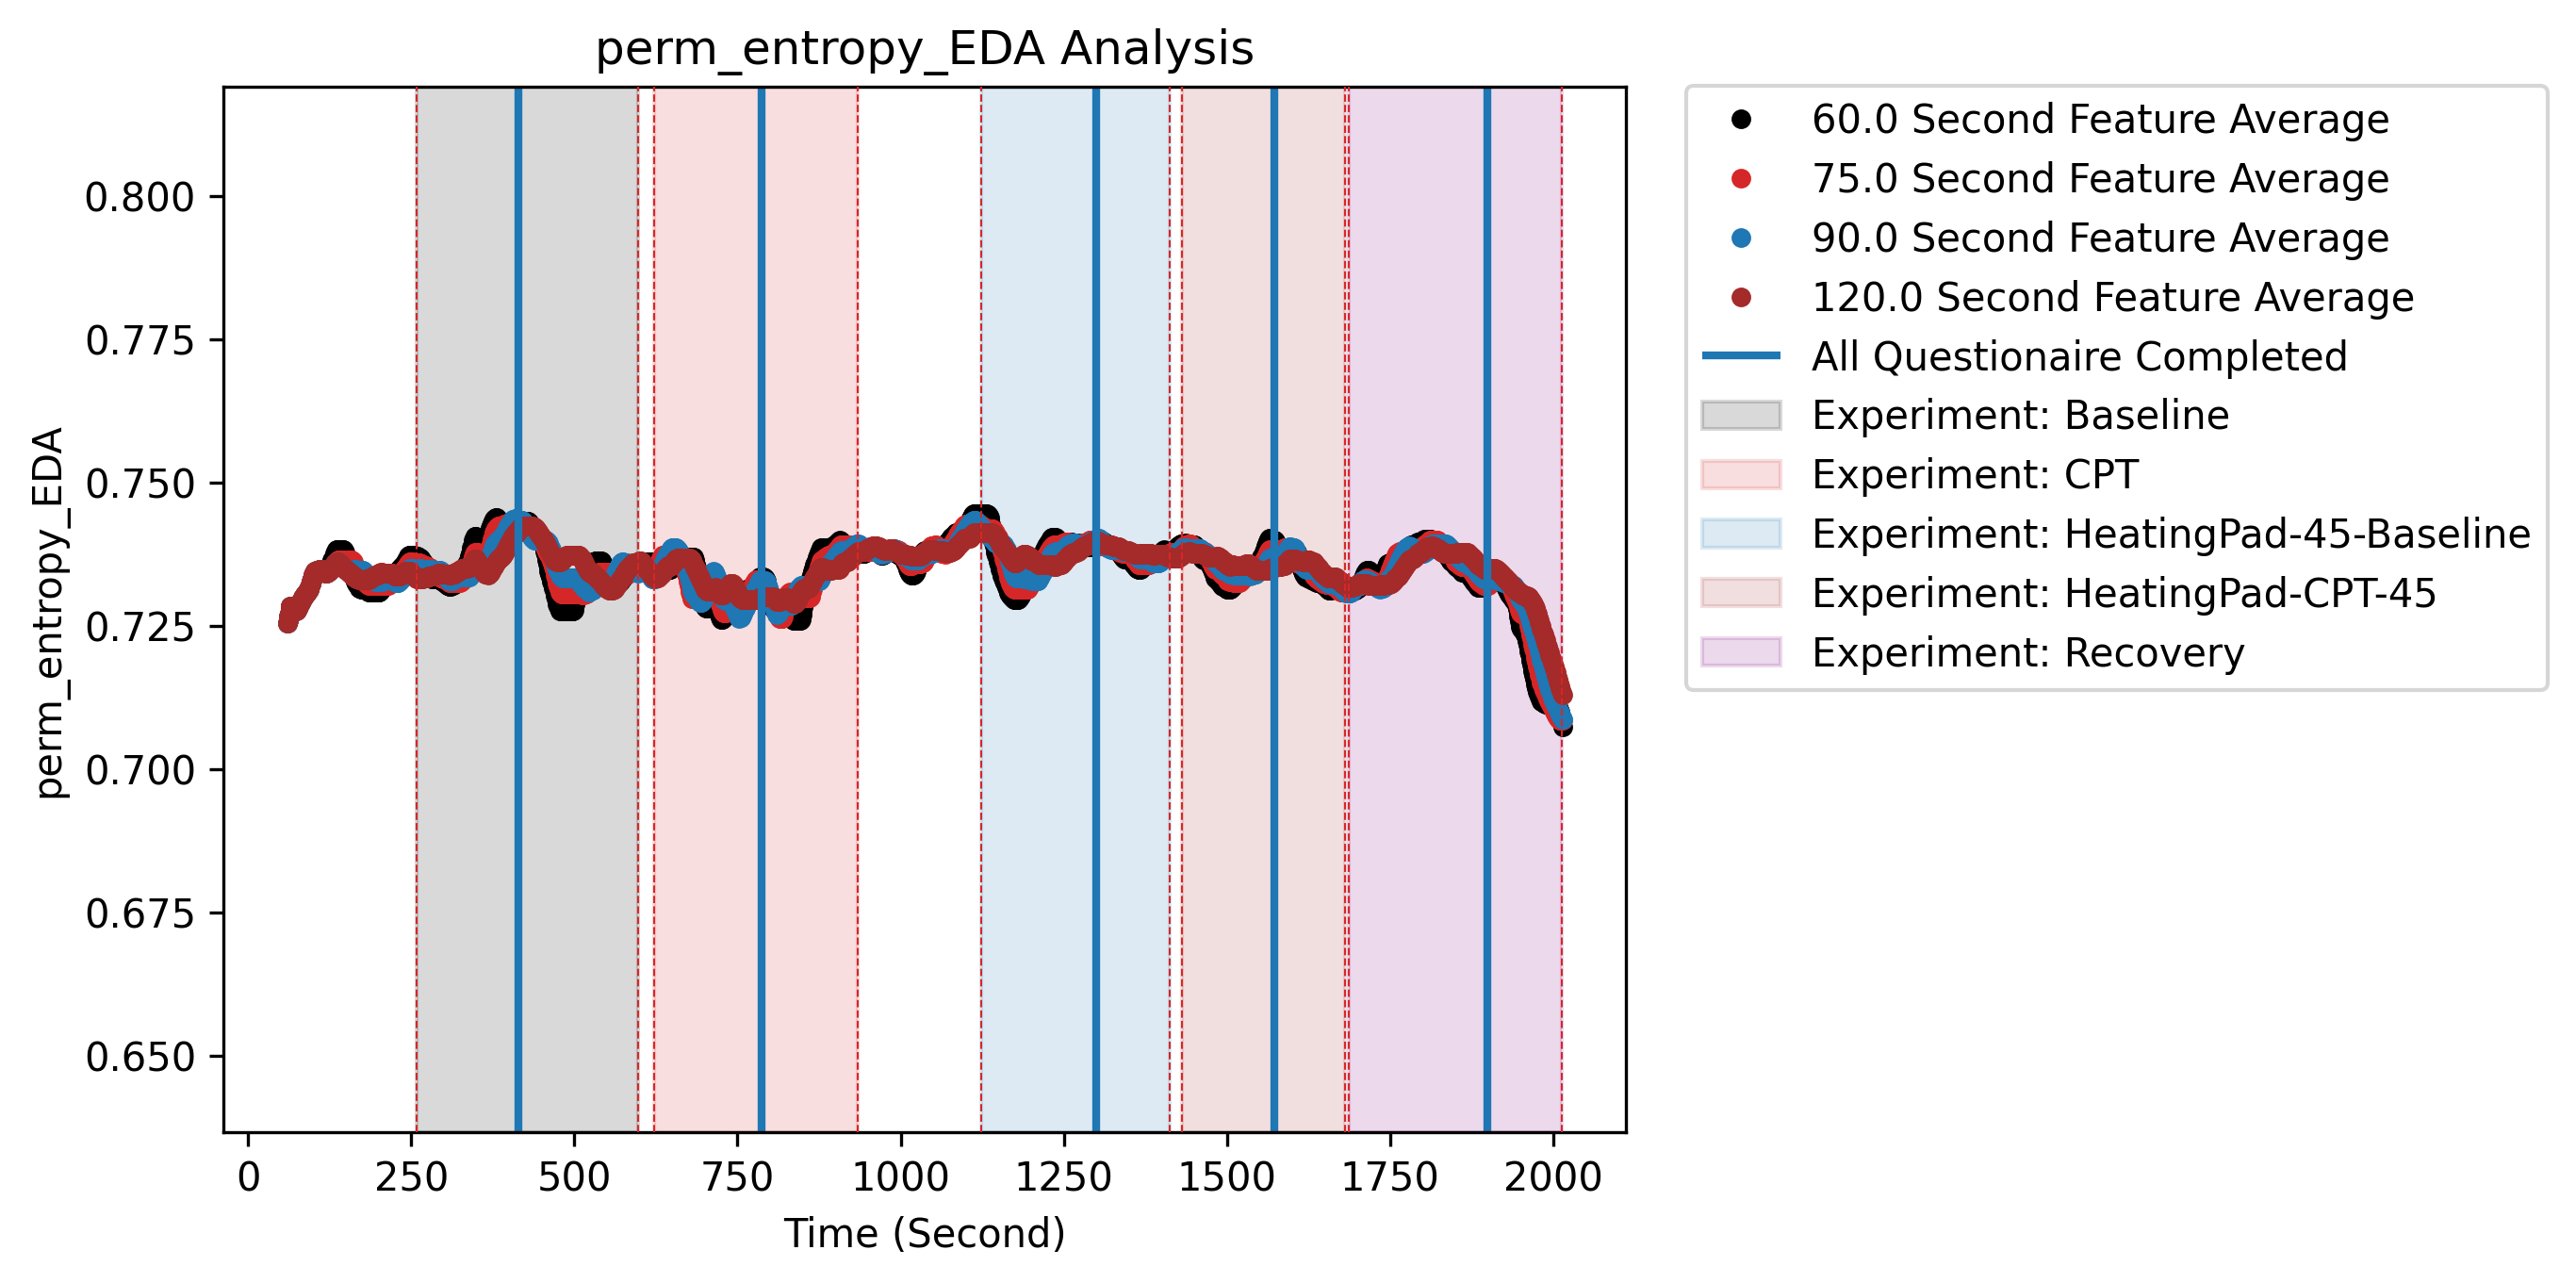 perm_entropy_EDA Analysis
perm_entropy_EDA
0.800
0.775
0.750
0.725
0.700
0.675
0.650
0 250 500 750 1000 1250 1500 1750 2000
Time (Second)
60.0 Second Feature Average
75.0 Second Feature Average
90.0 Second Feature Average
120.0 Second Feature Average
All Questionaire Completed
Experiment: Baseline
Experiment: CPT
Experiment: HeatingPad-45-Baseline
Experiment: HeatingPad-CPT-45
Experiment: Recovery